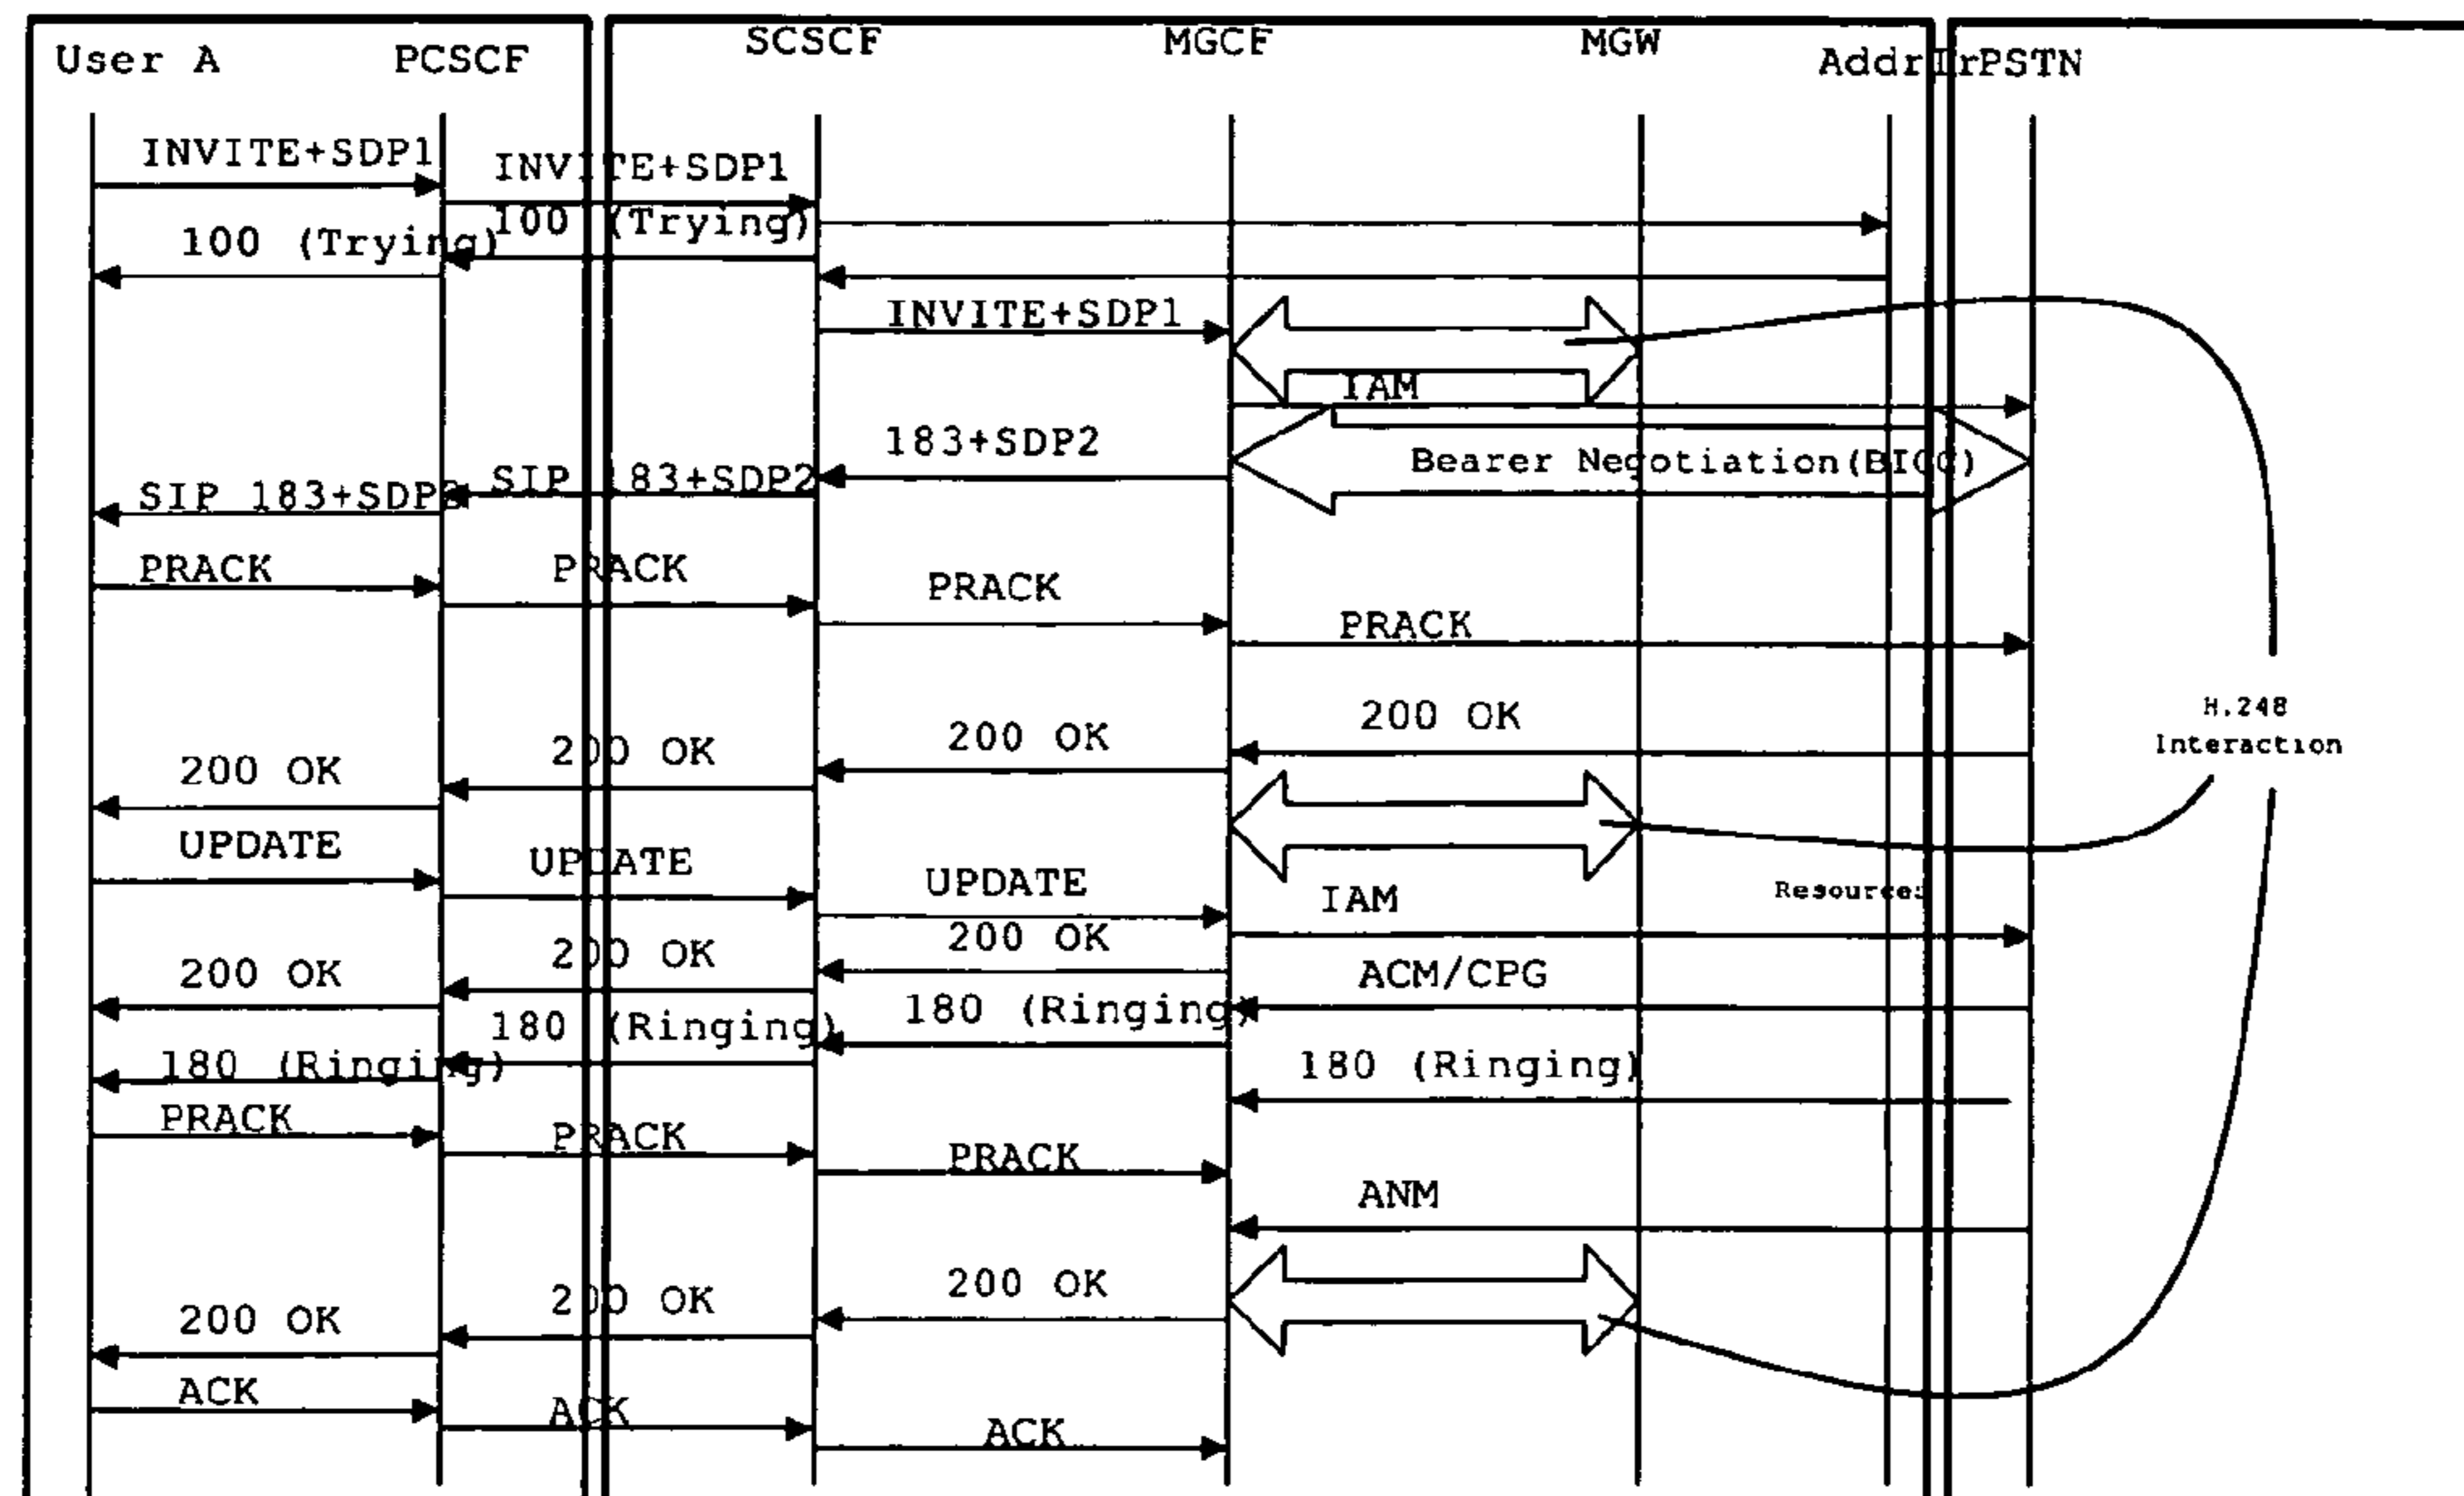 User A
PCSCF
SCSCF
MGCF
MGW
AddrTrPSTN
INVITE+SDP1
INVITE+SDP1
100 (Trying)
100 (Trying)
INVITE+SDP1
IAM
183+SDP2
Bearer Negotiation(BICC)
SIP 183+SDP2
SIP 183+SDP2
PRACK
PRACK
PRACK
PRACK
200 OK
200 OK
200 OK
200 OK
H.248
Interaction
UPDATE
UPDATE
UPDATE
IAM
Resources
200 OK
200 OK
200 OK
ACM/CPG
180 (Ringing)
180 (Ringing)
180 (Ringing)
180 (Ringing)
PRACK
PRACK
PRACK
ANM
200 OK
200 OK
200 OK
ACK
ACK
ACK